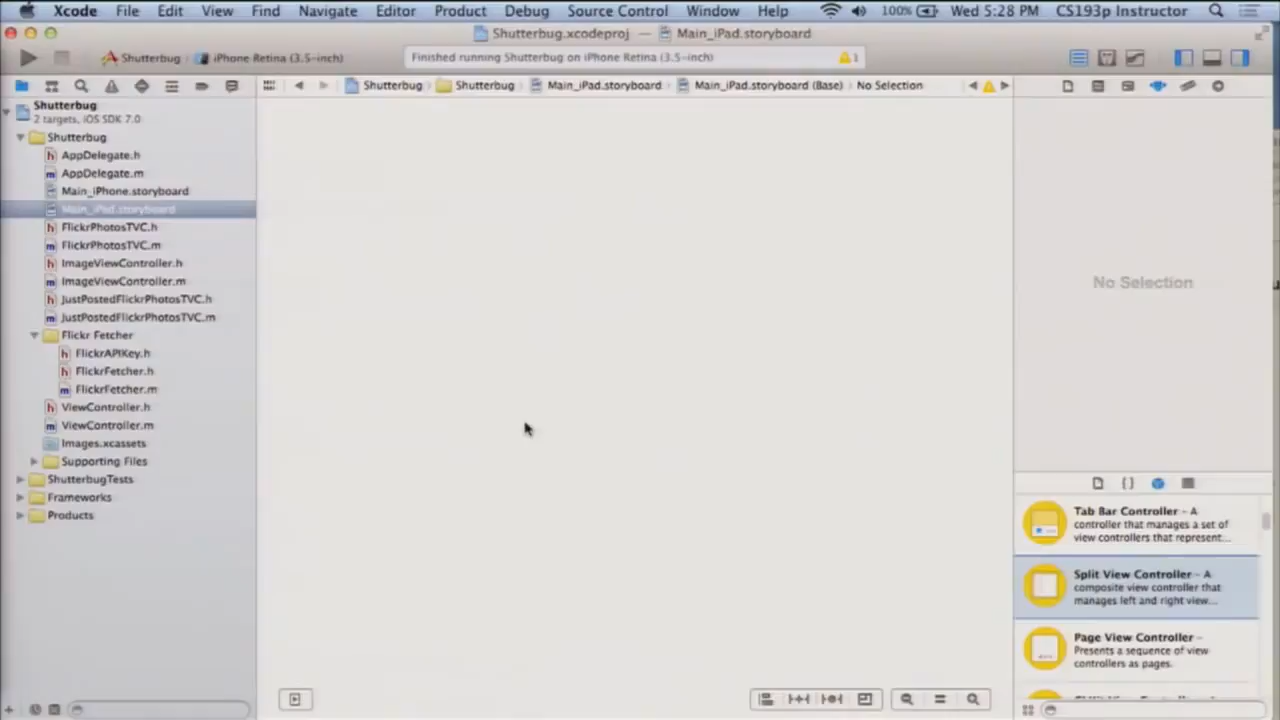 Xcode File Edit View Find Navigate Editor Product Debug Source Control Window Help 100% Wed 5:28 PM CS193p Instructor
Shutterbug.xcodeproj — Main_iPad.storyboard
Shutterbug iPhone Retina (3.5-inch) Finished running Shutterbug on iPhone Retina (3.5-inch) 1
Shutterbug Shutterbug Main_iPad.storyboard Main_iPad.storyboard (Base) No Selection
Shutterbug
2 targets, iOS SDK 7.0
Shutterbug
AppDelegate.h
AppDelegate.m
Main_iPhone.storyboard
Main_iPad.storyboard
FlickrPhotosTVC.h
FlickrPhotosTVC.m
ImageViewController.h
ImageViewController.m
JustPostedFlickrPhotosTVC.h
JustPostedFlickrPhotosTVC.m
Flickr Fetcher
FlickrAPIKey.h
FlickrFetcher.h
FlickrFetcher.m
ViewController.h
ViewController.m
Images.xcassets
Supporting Files
ShutterbugTests
Frameworks
Products
No Selection
Tab Bar Controller – A
controller that manages a set of
view controllers that represent...
Split View Controller – A
composite view controller that
manages left and right view...
Page View Controller –
Presents a sequence of view
controllers as pages.